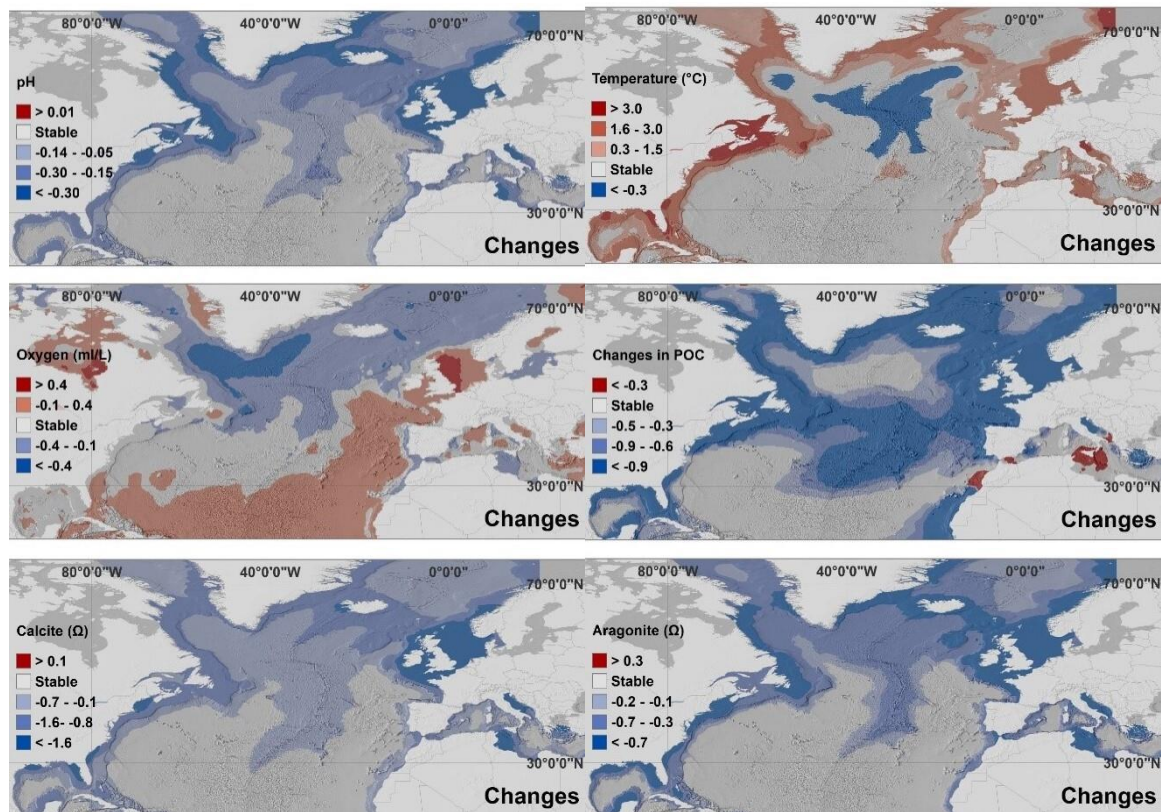 80°0'0"W
40°0'0"W
0°0'0"
70°0'0"N
pH
> 0.01
Stable
-0.14 - -0.05
-0.30 - -0.15
< -0.30
30°0'0"N
Changes
80°0'0"W
40°0'0"W
0°0'0"
70°0'0"N
Temperature (°C)
> 3.0
1.6 - 3.0
0.3 - 1.5
Stable
< -0.3
30°0'0"N
Changes
80°0'0"W
40°0'0"W
0°0'0"
70°0'0"N
Oxygen (ml/L)
> 0.4
-0.1 - 0.4
Stable
-0.4 - -0.1
< -0.4
30°0'0"N
Changes
80°0'0"W
40°0'0"W
0°0'0"
70°0'0"N
Changes in POC
< -0.3
Stable
-0.5 - -0.3
-0.9 - -0.6
< -0.9
30°0'0"N
Changes
80°0'0"W
40°0'0"W
0°0'0"
70°0'0"N
Calcite (Ω)
> 0.1
Stable
-0.7 - -0.1
-1.6- -0.8
< -1.6
30°0'0"N
Changes
80°0'0"W
40°0'0"W
0°0'0"
70°0'0"N
Aragonite (Ω)
> 0.3
Stable
-0.2 - -0.1
-0.7 - -0.3
< -0.7
30°0'0"N
Changes